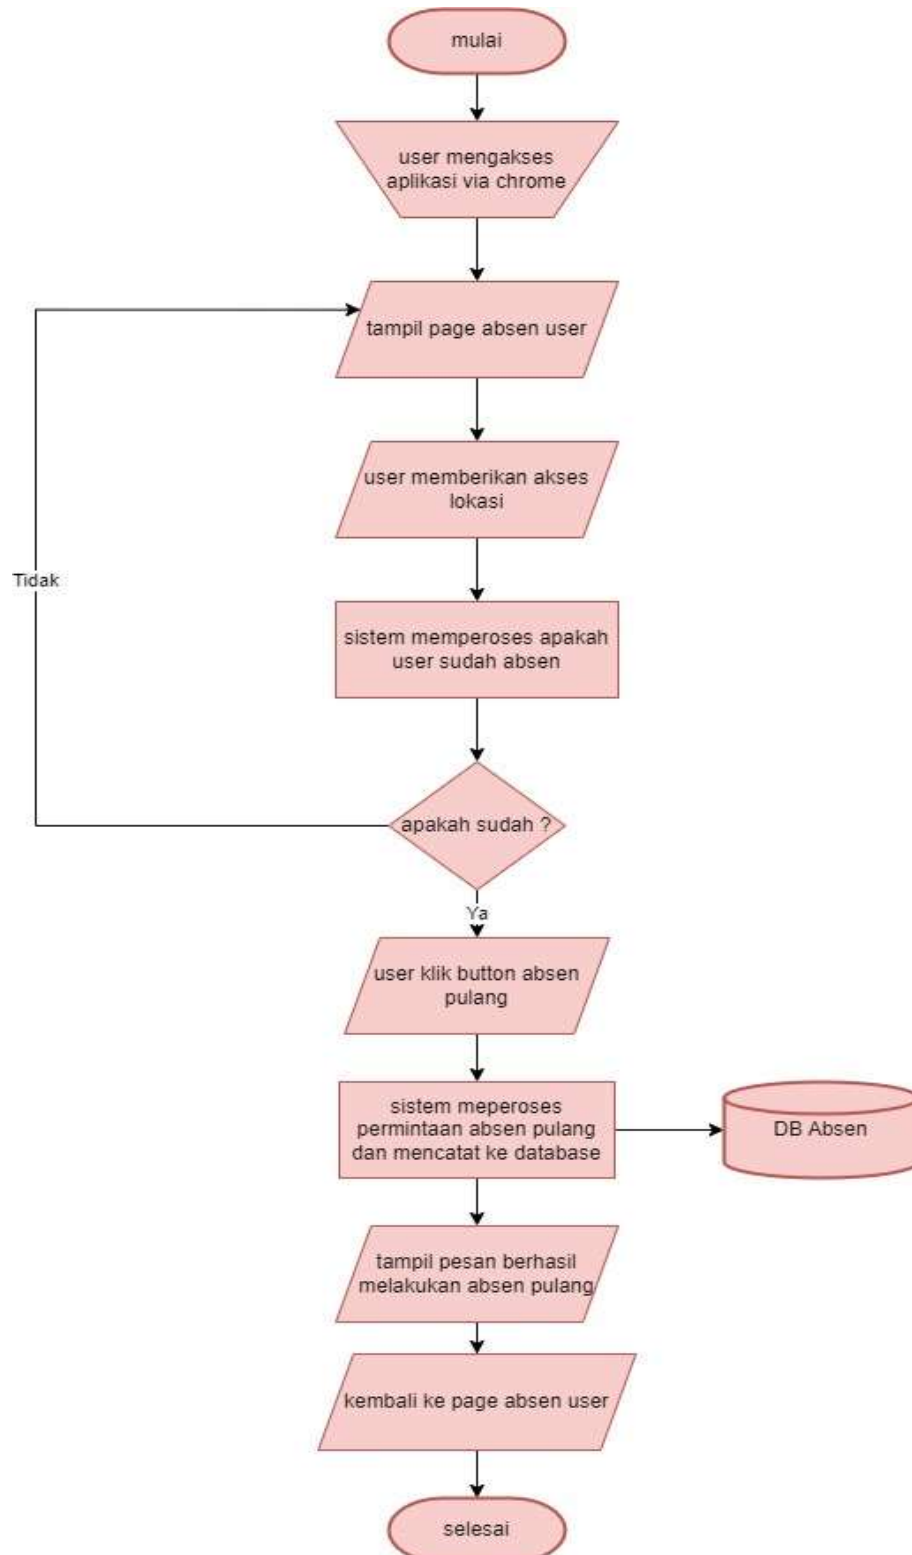 mulai
user mengakses
aplikasi via chrome
tampil page absen user
user memberikan akses
lokasi
Tidak
sistem memperoses apakah
user sudah absen
apakah sudah ?
Ya
user klik button absen
pulang
sistem meperoses
permintaan absen pulang
dan mencatat ke database
DB Absen
tampil pesan berhasil
melakukan absen pulang
kembali ke page absen user
selesai